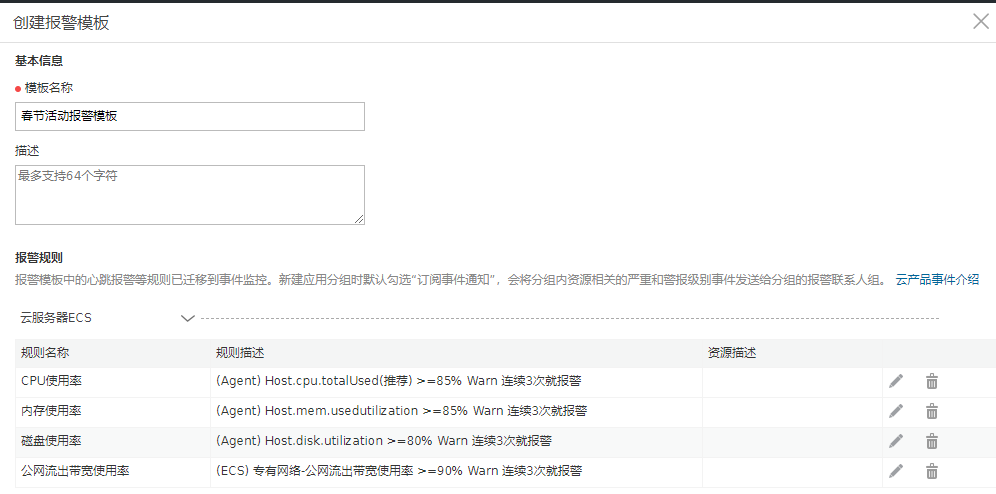 创建报警模板
基本信息
模板名称
春节活动报警模板
描述
最多支持64个字符
报警规则
报警模板中的心跳报警等规则已迁移到事件监控。新建应用分组时默认勾选“订阅事件通知”，会将分组内资源相关的严重和警报级别事件发送给分组的报警联系人组。 云产品事件介绍
云服务器ECS
规则名称 规则描述 资源描述
CPU使用率 (Agent) Host.cpu.totalUsed(推荐) >=85% Warn 连续3次就报警
内存使用率 (Agent) Host.mem.usedutilization >=85% Warn 连续3次就报警
磁盘使用率 (Agent) Host.disk.utilization >=80% Warn 连续3次就报警
公网流出带宽使用率 (ECS) 专有网络-公网流出带宽使用率 >=90% Warn 连续3次就报警